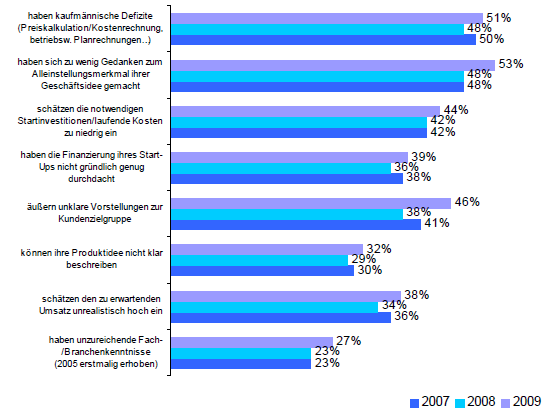 haben kaufmännische Defizite
(Preiskalkulation/Kostenrechnung,
betriebsw. Planrechnungen..)
51%
48%
50%
haben sich zu wenig Gedanken zum
Alleinstellungsmerkmal ihrer
Geschäftsidee gemacht
53%
48%
48%
schätzen die notwendigen
Startinvestitionen/laufende Kosten
zu niedrig ein
44%
42%
42%
haben die Finanzierung ihres Start-
Ups nicht gründlich genug
durchdacht
39%
36%
38%
äußern unklare Vorstellungen zur
Kundenzielgruppe
46%
38%
41%
können ihre Produktidee nicht klar
beschreiben
32%
29%
30%
schätzen den zu erwartenden
Umsatz unrealistisch hoch ein
38%
34%
36%
haben unzureichende Fach-
/Branchenkenntnisse
(2005 erstmalig erhoben)
27%
23%
23%
2007 2008 2009